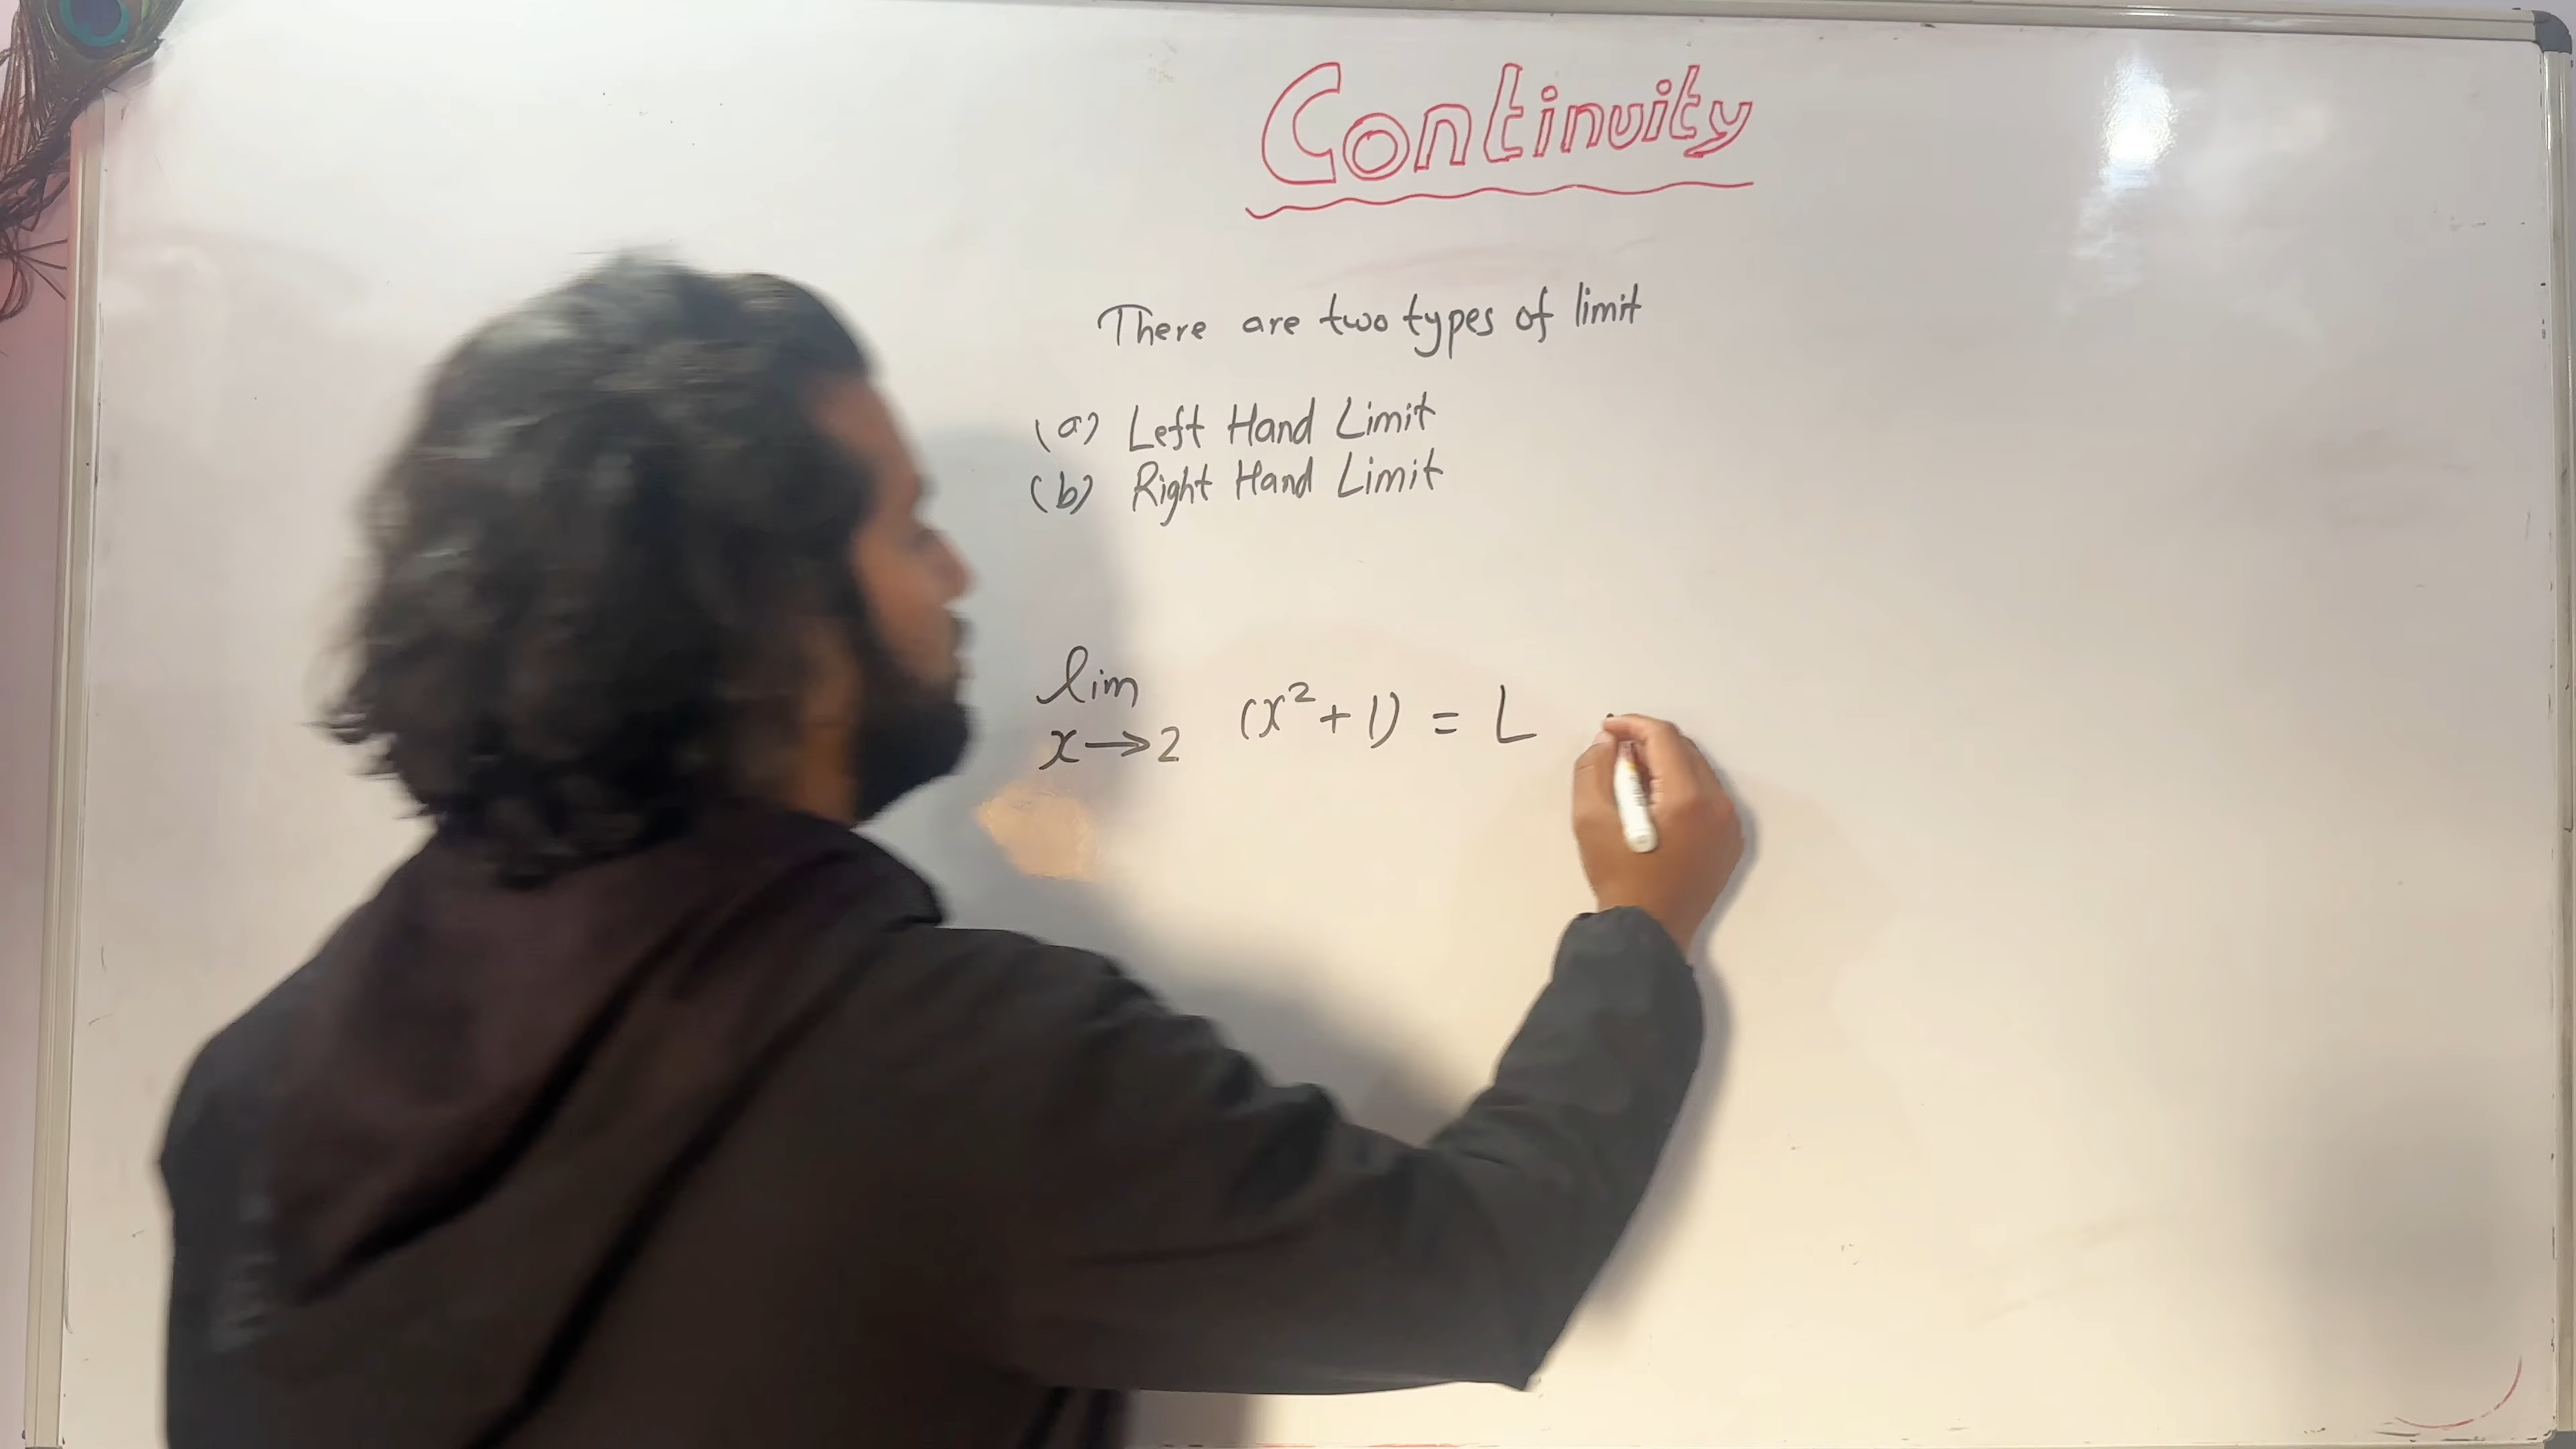 Continuity
There are two types of limit
(a) Left Hand Limit
(b) Right Hand Limit
lim (x²+1) = L
x→2